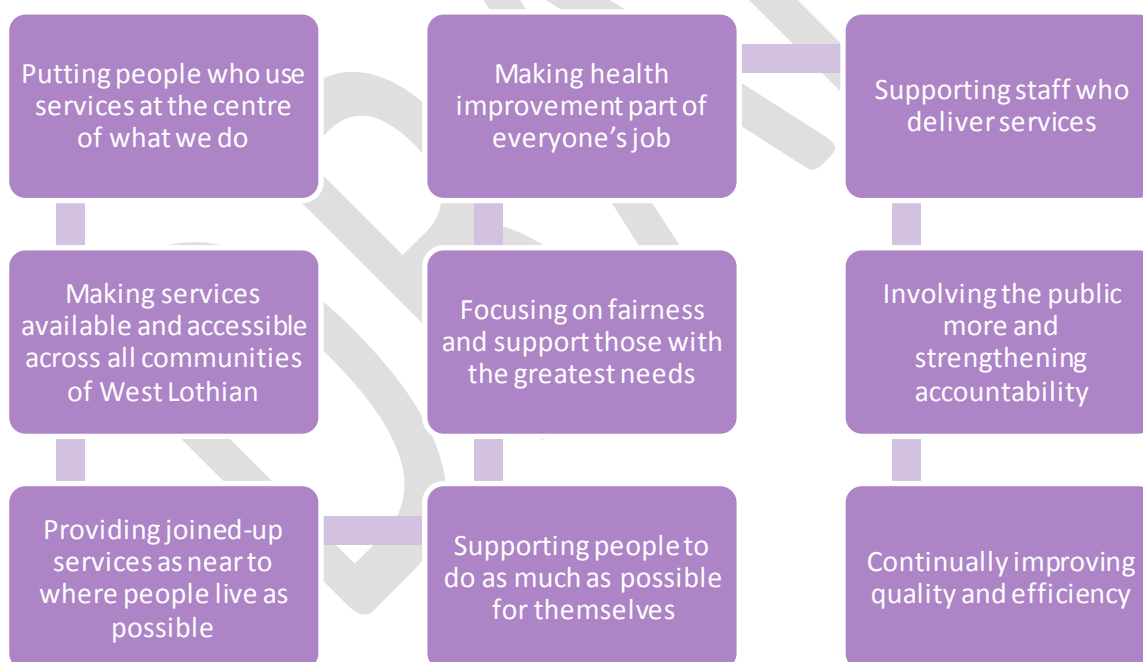 Putting people who use
services at the centre
of what we do
Making services
available and accessible
across all communities
of West Lothian
Providing joined-up
services as near to
where people live as
possible
Supporting people to
do as much as possible
for themselves
Focusing on fairness
and support those with
the greatest needs
Making health
improvement part of
everyone's job
Supporting staff who
deliver services
Involving the public
more and
strengthening
accountability
Continually improving
quality and efficiency